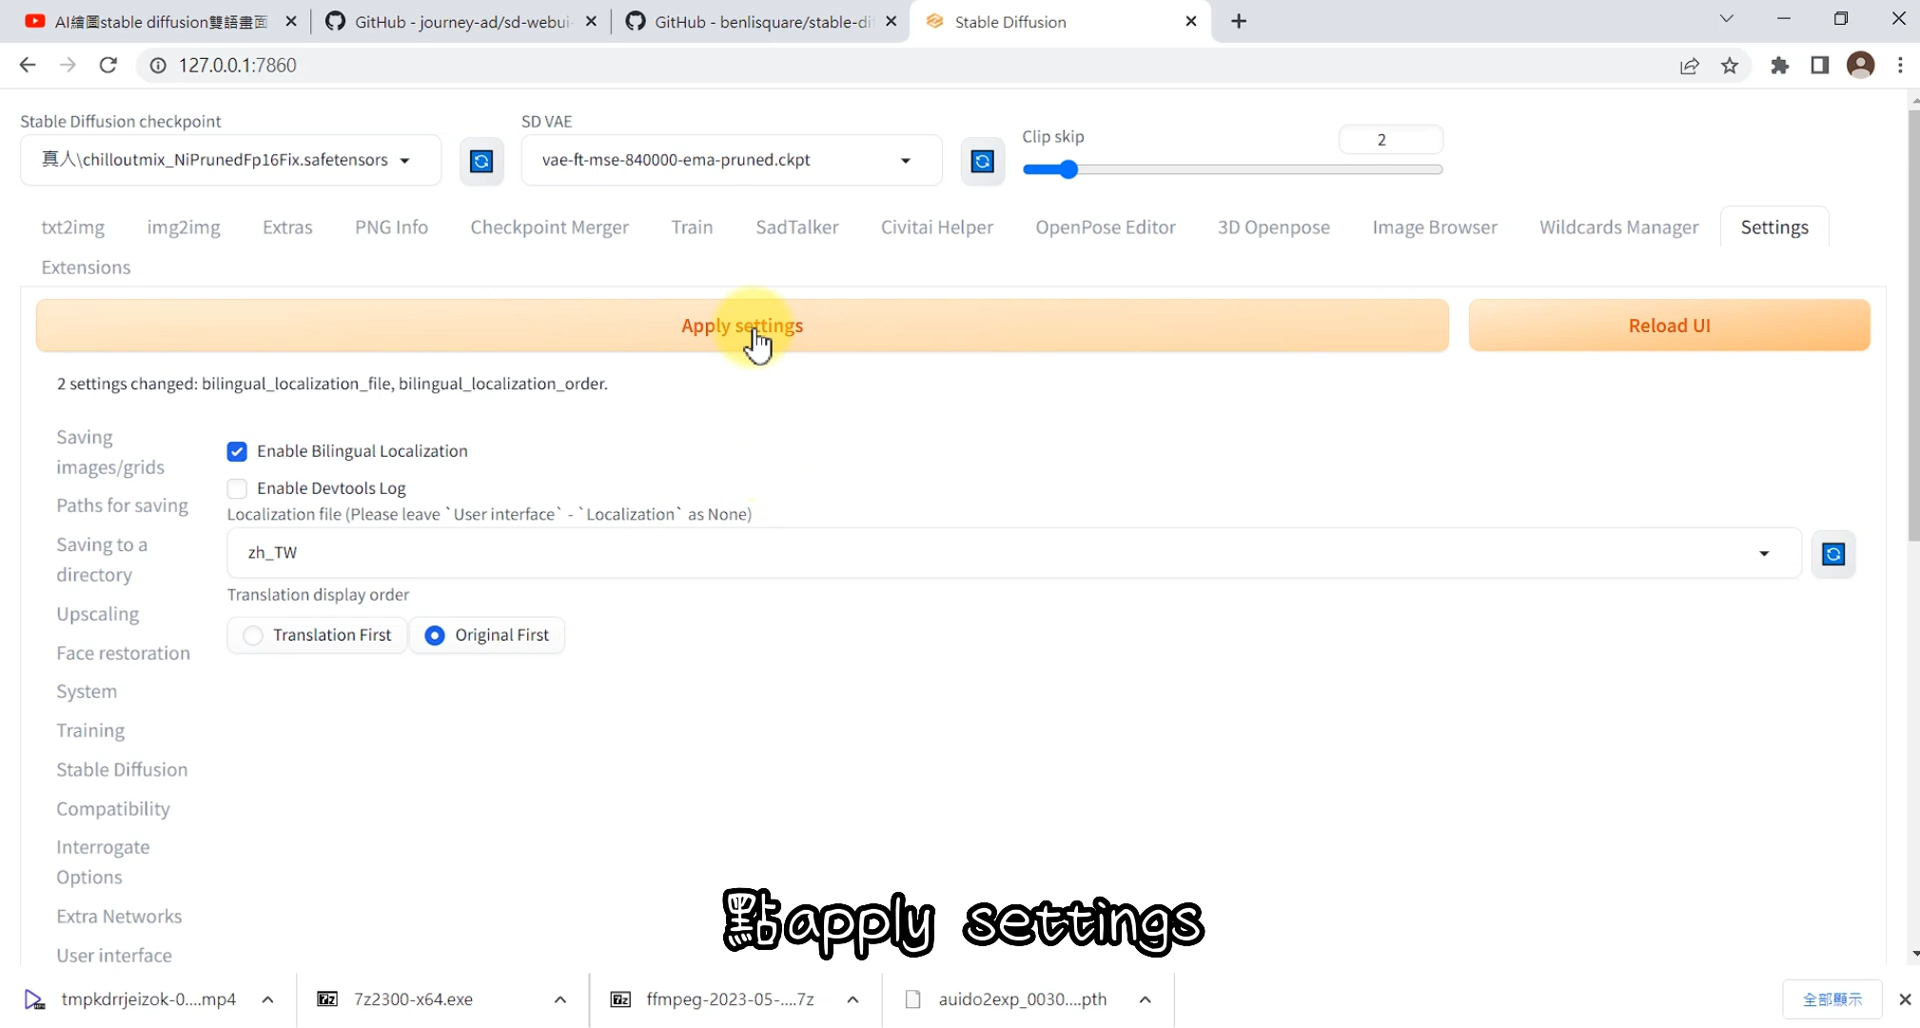 AI繪圖stable diffusion雙語畫面
GitHub - journey-ad/sd-webui-
GitHub - benlisquare/stable-dif
Stable Diffusion
127.0.0.1:7860
Stable Diffusion checkpoint
SD VAE
Clip skip
2
真人\chilloutmix_NiPrunedFp16Fix.safetensors
vae-ft-mse-840000-ema-pruned.ckpt
txt2img
img2img
Extras
PNG Info
Checkpoint Merger
Train
SadTalker
Civitai Helper
OpenPose Editor
3D Openpose
Image Browser
Wildcards Manager
Settings
Extensions
Apply settings
Reload UI
2 settings changed: bilingual_localization_file, bilingual_localization_order.
Saving
images/grids
Paths for saving
Saving to a
directory
Upscaling
Face restoration
System
Training
Stable Diffusion
Compatibility
Interrogate
Options
Extra Networks
User interface
Enable Bilingual Localization
Enable Devtools Log
Localization file (Please leave `User interface` - `Localization` as None)
zh_TW
Translation display order
Translation First
Original First
點apply settings
tmpkdrrjeizok-0....mp4
7z2300-x64.exe
ffmpeg-2023-05-....7z
auido2exp_0030....pth
全部顯示